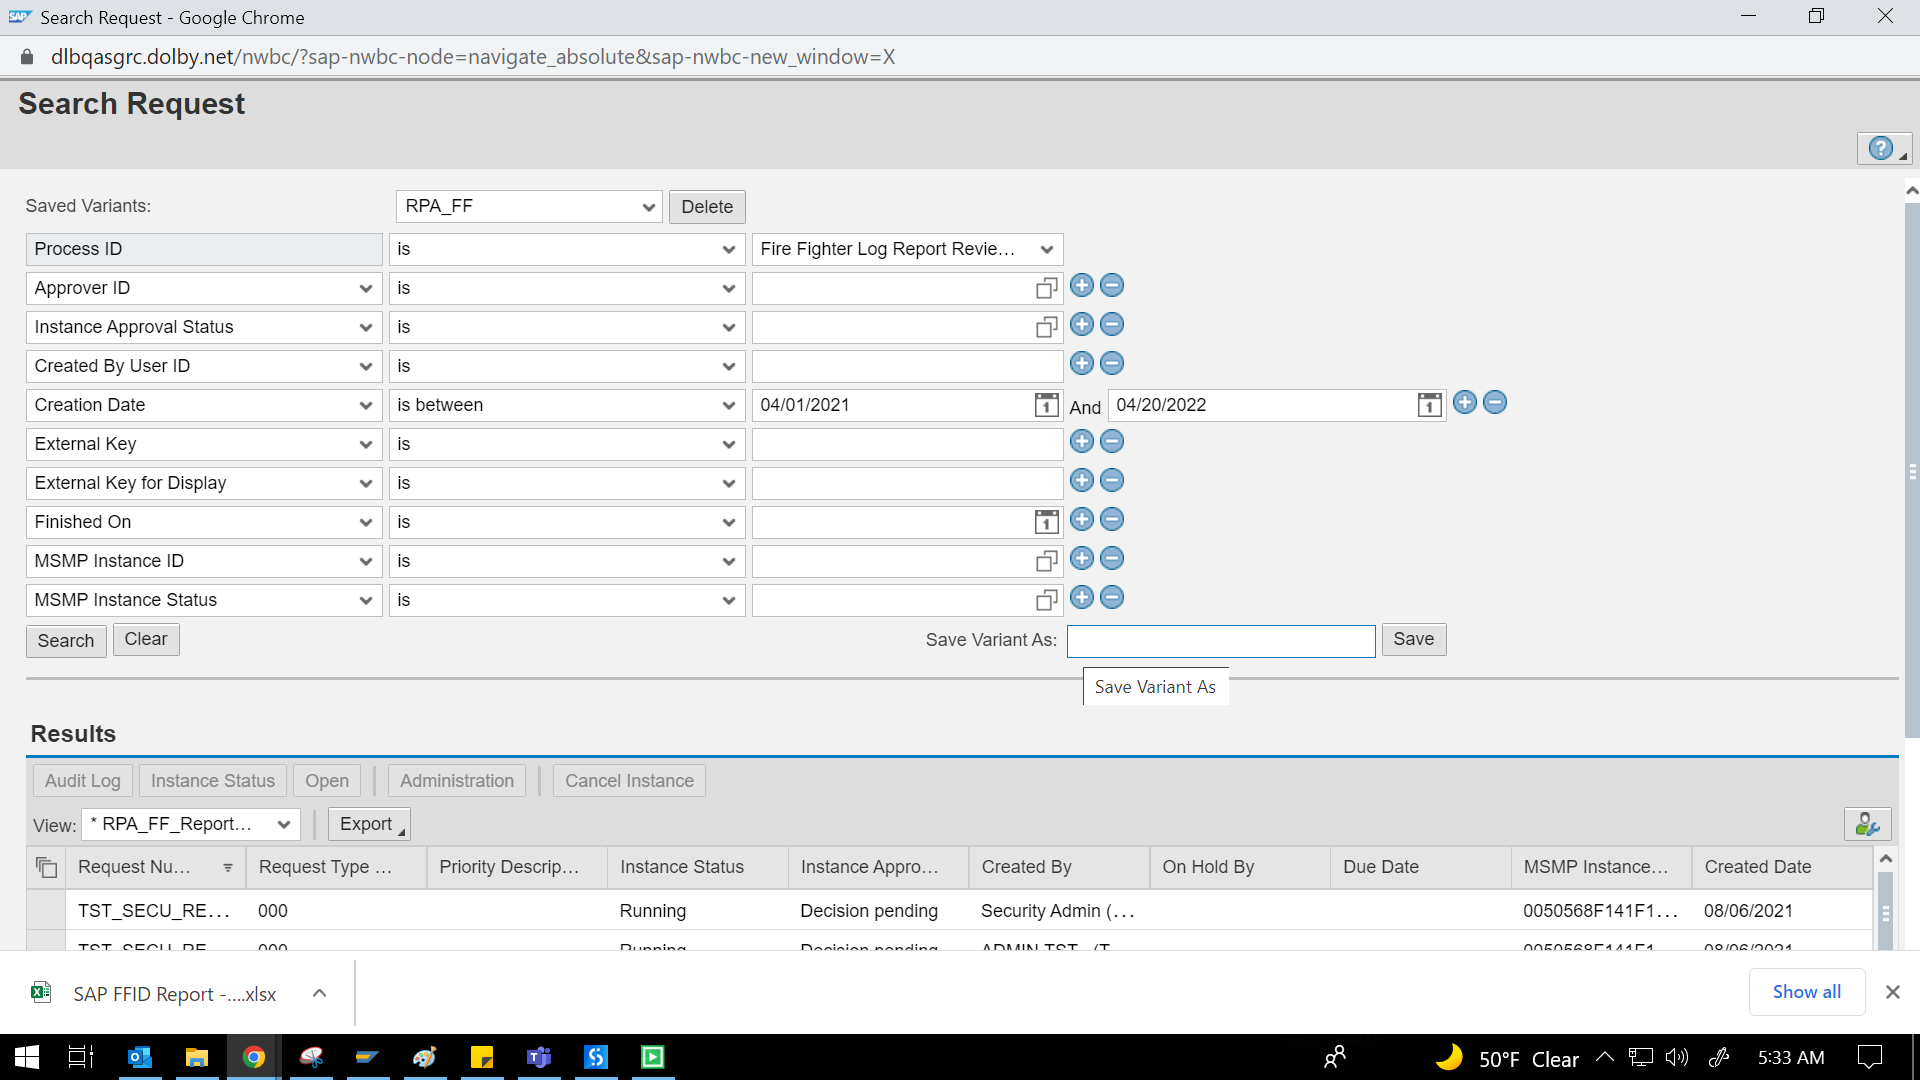 Search Request - Google Chrome
dlbqasgrc.dolby.net/nwbc/?sap-nwbc-node=navigate_absolute&sap-nwbc-new_window=X
Search Request
Saved Variants: RPA_FF Delete
Process ID is Fire Fighter Log Report Revie...
Approver ID is
Instance Approval Status is
Created By User ID is
Creation Date is between 04/01/2021 And 04/20/2022
External Key is
External Key for Display is
Finished On is
MSMP Instance ID is
MSMP Instance Status is
Search Clear Save Variant As: Save
Save Variant As
Results
Audit Log Instance Status Open Administration Cancel Instance
View: * RPA_FF_Report... Export
Request Nu... Request Type ... Priority Descrip... Instance Status Instance Appro... Created By On Hold By Due Date MSMP Instance... Created Date
TST_SECU_RE... 000 Running Decision pending Security Admin (... 0050568F141F1... 08/06/2021
TST_SECU_RE 000 Running Decision pending ADMIN TST (T 0050568F141F1 08/06/2021
SAP FFID Report -....xlsx Show all
50°F Clear 5:33 AM